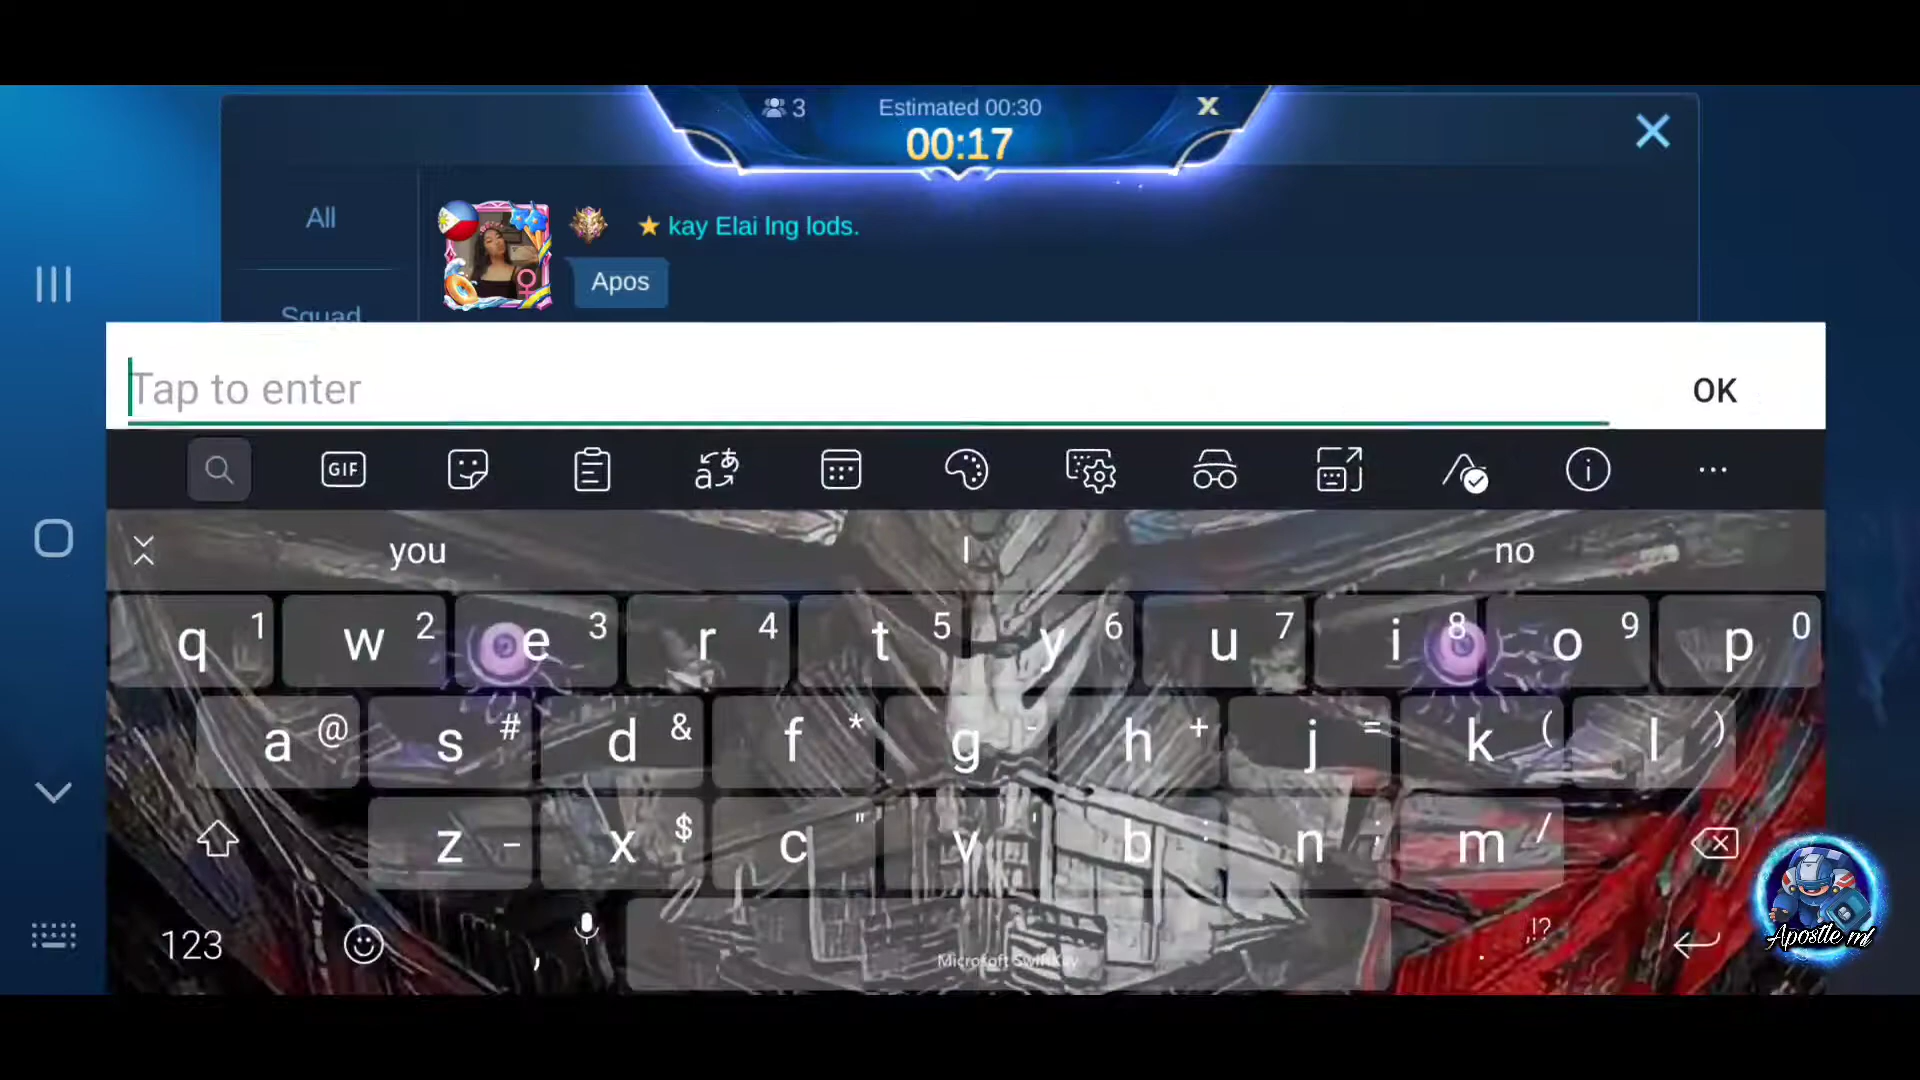 3 Estimated 00:30
00:17
All
kay Elai lng lods.
Apos
Squad
Tap to enter
OK
GIF
you I no
q 1 w 2 e 3 r 4 t 5 y 6 u 7 i 8 o 9 p 0
a @ s # d & f * g - h + j = k ( l )
z _ x $ c " v ' b : n ; m /
123 , Microsoft SwiftKey . ,!?
Apostle ml